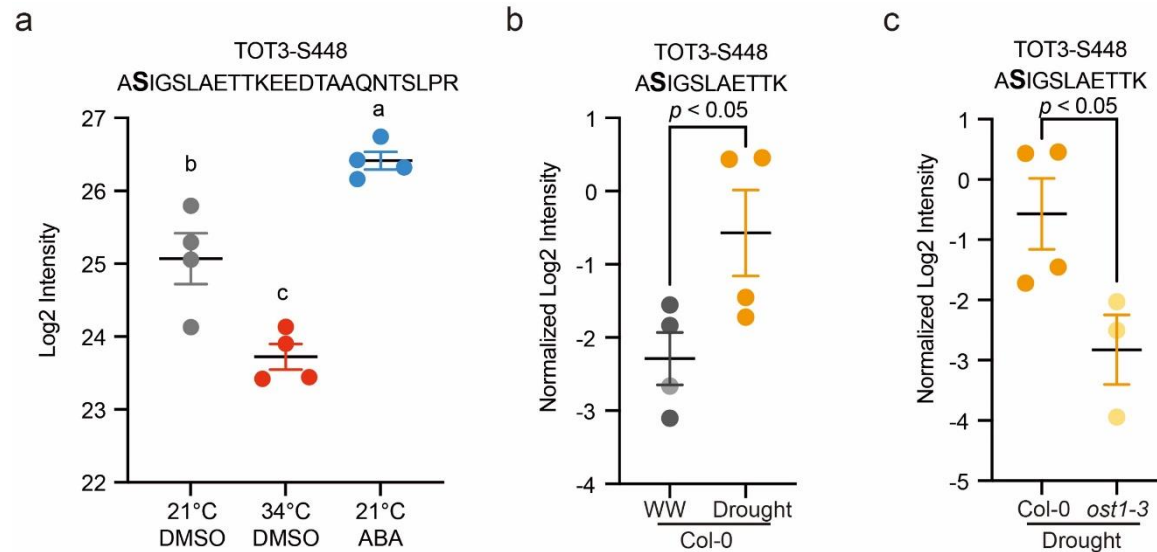 a
TOT3-S448
ASIGSLAETTKEEDTAAQNTSLPR
27
26
25
24
23
22
Log2 Intensity
b
c
a
21°C
DMSO
34°C
DMSO
21°C
ABA
b
TOT3-S448
ASIGSLAETTK
p < 0.05
1
0
-1
-2
-3
-4
Normalized Log2 Intensity
WW
Drought
Col-0
c
TOT3-S448
ASIGSLAETTK
p < 0.05
1
0
-1
-2
-3
-4
-5
Normalized Log2 Intensity
Col-0
ost1-3
Drought